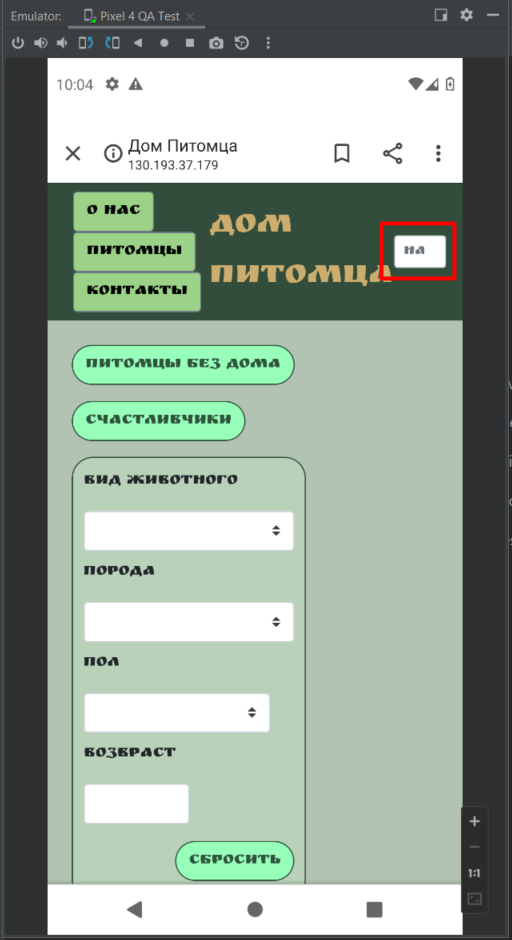 Emulator: Pixel 4 QA Test
10:04
Дом Питомца
130.193.37.179
О НАС
ПИТОМЦЫ
КОНТАКТЫ
ДОМ
ПИТОМЦА
НА
ПИТОМЦЫ БЕЗ ДОМА
СЧАСТЛИВЧИКИ
ВИД ЖИВОТНОГО
ПОРОДА
ПОЛ
ВОЗВРАСТ
СБРОСИТЬ
1:1